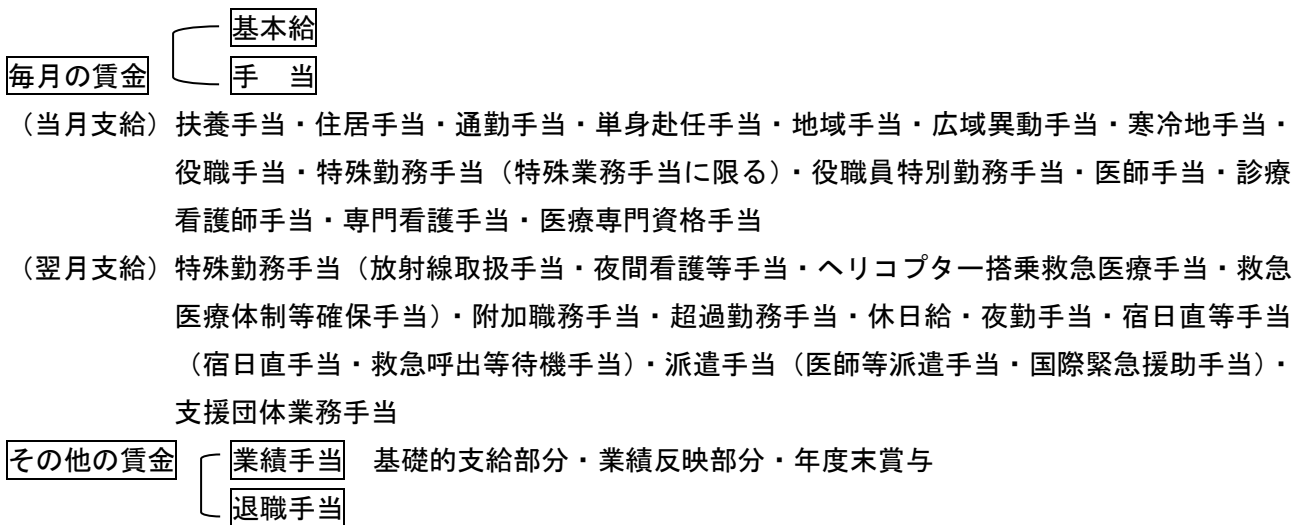 基本給
毎月の賃金 手　当
（当月支給）扶養手当・住居手当・通勤手当・単身赴任手当・地域手当・広域異動手当・寒冷地手当・
役職手当・特殊勤務手当（特殊業務手当に限る）・役職員特別勤務手当・医師手当・診療
看護師手当・専門看護手当・医療専門資格手当
（翌月支給）特殊勤務手当（放射線取扱手当・夜間看護等手当・ヘリコプター搭乗救急医療手当・救急
医療体制等確保手当）・附加職務手当・超過勤務手当・休日給・夜勤手当・宿日直等手当
（宿日直手当・救急呼出等待機手当）・派遣手当（医師等派遣手当・国際緊急援助手当）・
支援団体業務手当
その他の賃金 業績手当　基礎的支給部分・業績反映部分・年度末賞与
退職手当